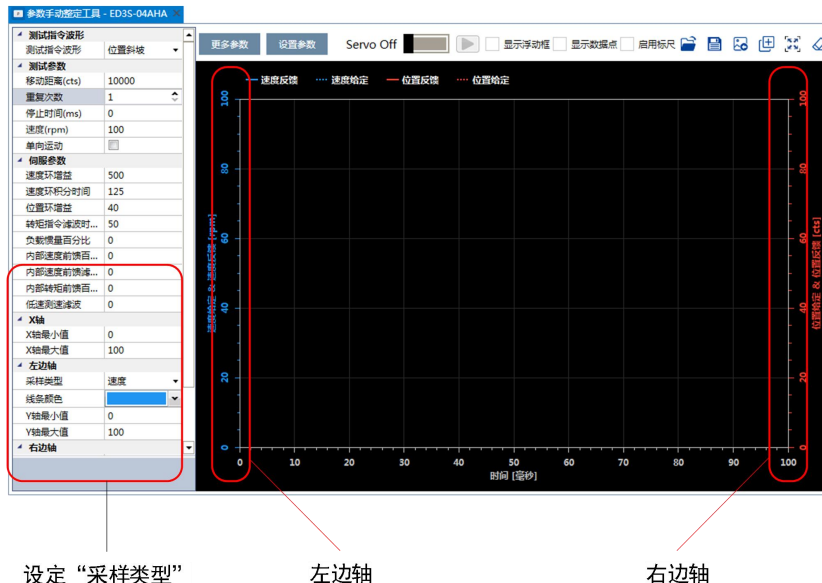 参数手动整定工具 - ED3S-04AHA
测试指令波形
测试指令波形 位置斜坡
测试参数
移动距离(cts) 10000
重复次数 1
停止时间(ms) 0
速度(rpm) 100
单向运动
伺服参数
速度环增益 500
速度环积分时间 125
位置环增益 40
转矩指令滤波时... 50
负载惯量百分比 0
内部速度前馈百... 0
内部速度前馈滤... 0
内部转矩前馈百... 0
低速测速滤波 0
X轴
X轴最小值 0
X轴最大值 100
左边轴
采样类型 速度
线条颜色
Y轴最小值 0
Y轴最大值 100
右边轴
更多参数 设置参数 Servo Off 显示浮动框 显示数据点 启用标尺
速度反馈 速度给定 位置反馈 位置给定
100 100
80 80
60 60
40 40
20 20
0 0
速度给定 & 速度反馈 [rpm]
位置给定 & 位置反馈 [cts]
0 10 20 30 40 50 60 70 80 90 100
时间 [毫秒]
设定“采样类型” 左边轴 右边轴